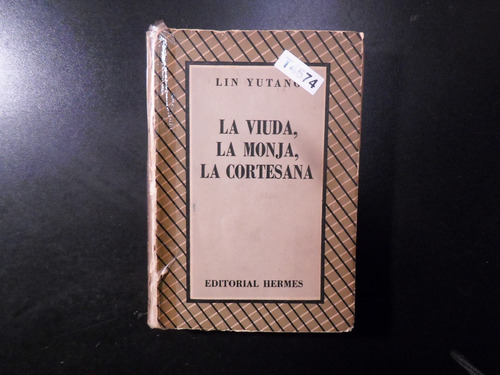 LIN YUTANG
LA VIUDA,
LA MONJA,
LA CORTESANA
EDITORIAL HERMES